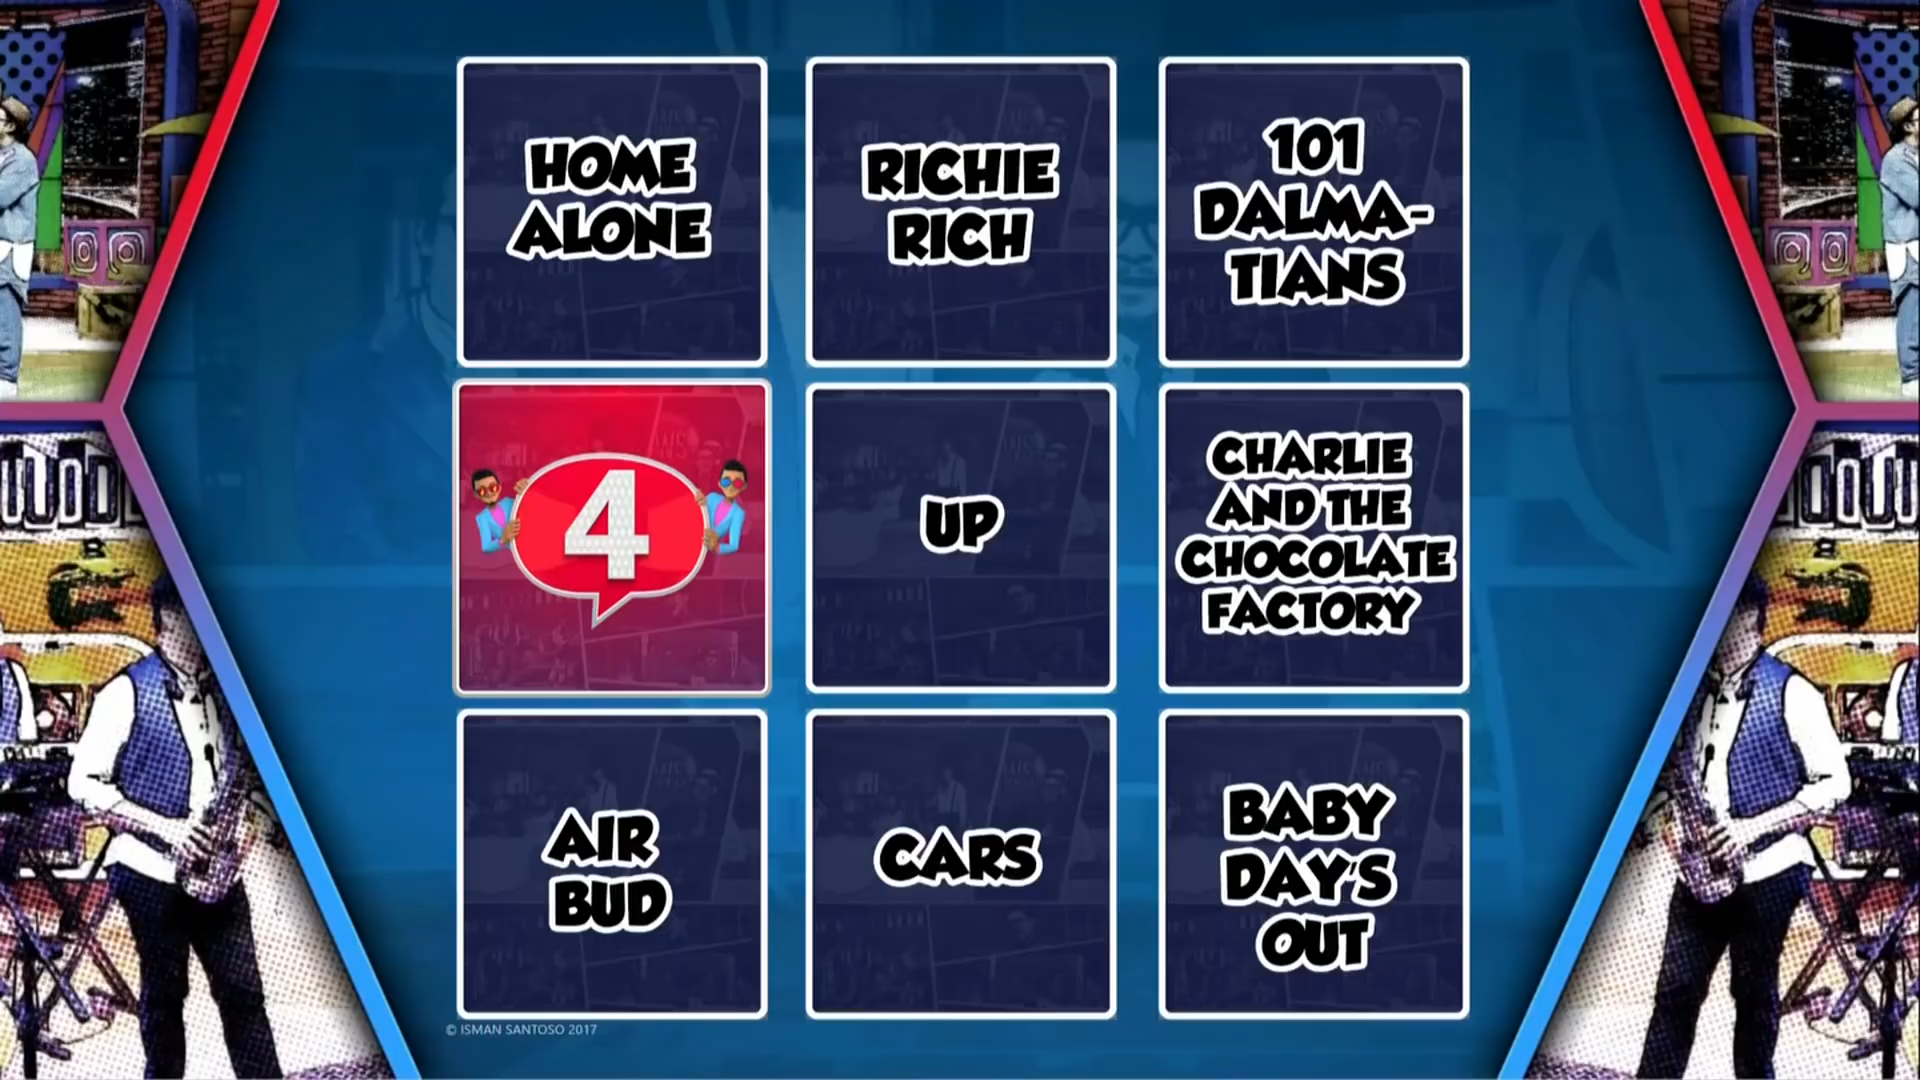 HOME
ALONE
RICHIE
RICH
101
DALMA-
TIANS
4
UP
CHARLIE
AND THE
CHOCOLATE
FACTORY
AIR
BUD
CARS
BABY
DAY'S
OUT
© ISMAN SANTOSO 2017